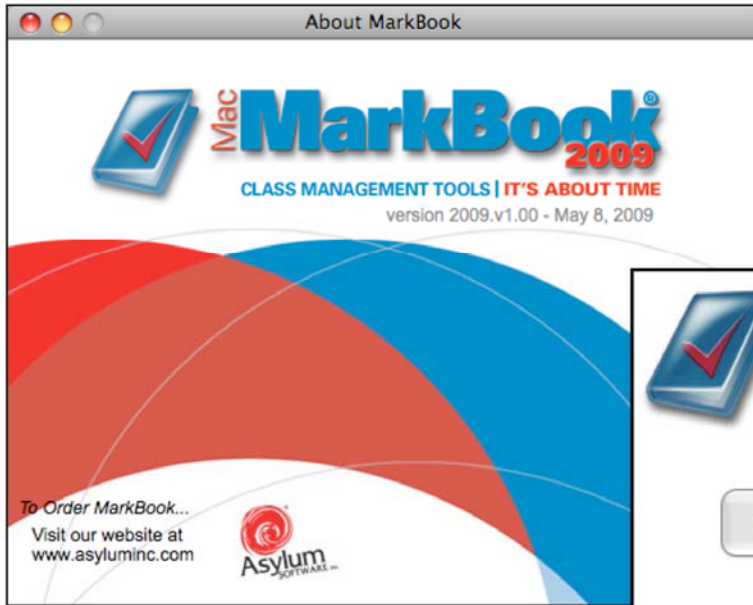 About MarkBook
Mac
MarkBook®
2009
CLASS MANAGEMENT TOOLS | IT'S ABOUT TIME
version 2009.v1.00 - May 8, 2009
To Order MarkBook...
Visit our website at
www.asyluminc.com
Asylum
SOFTWARE INC